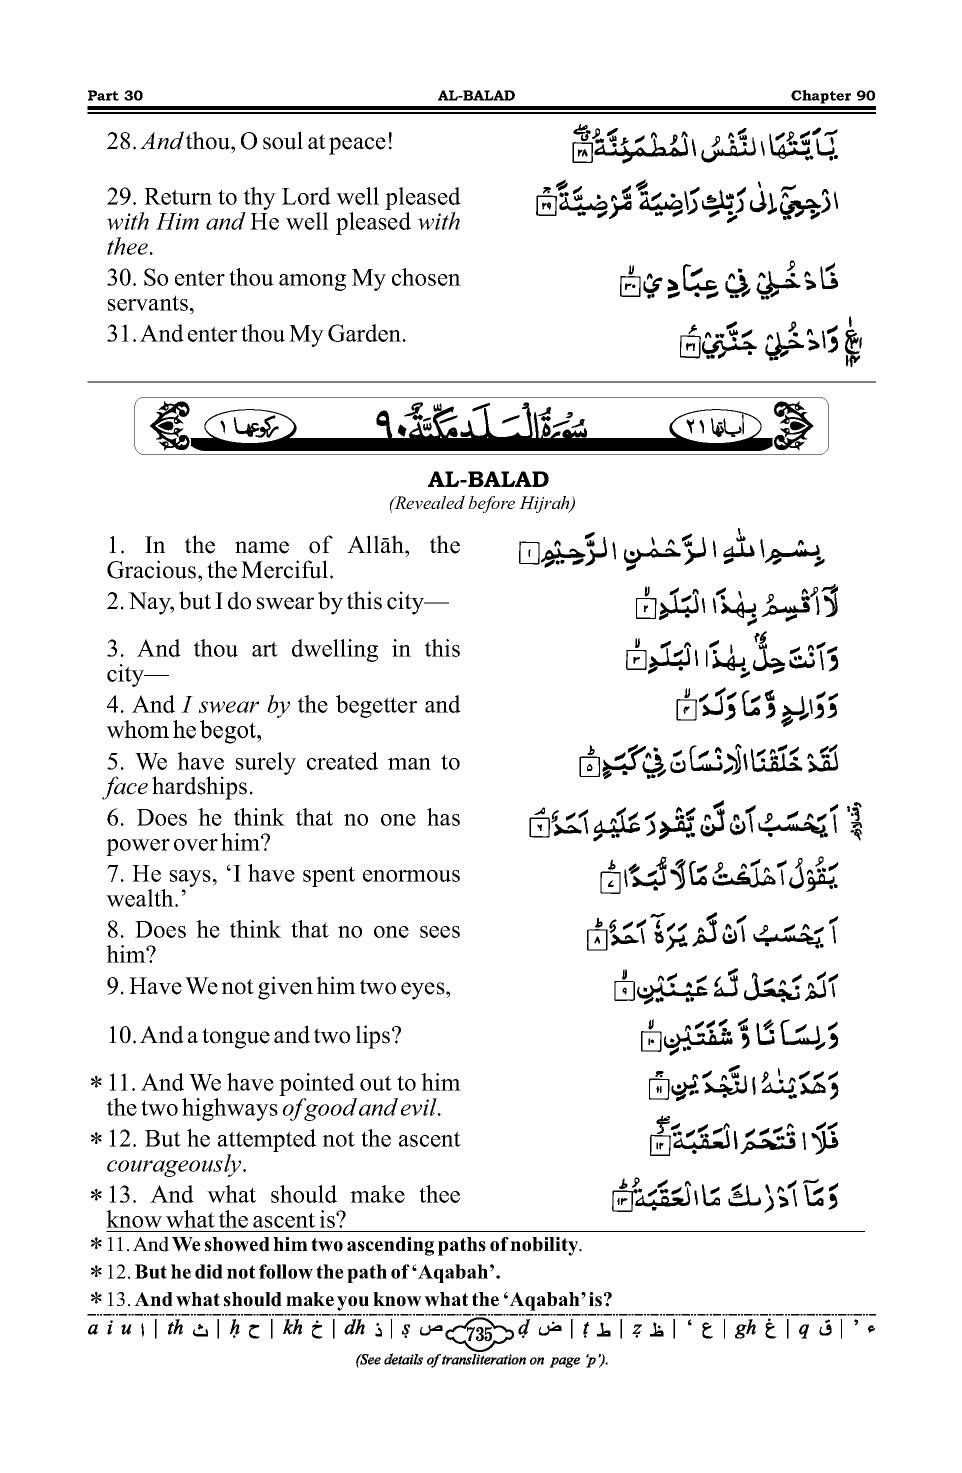 Part 30 AL-BALAD Chapter 90
28. And thou, O soul at peace!
يٰۤاَيَّتُهَا النَّفْسُ الْمُطْمَئِنَّةُ ﴿۲۸﴾
29. Return to thy Lord well pleased
with Him and He well pleased with
thee.
ارْجِعِيْۤ اِلٰى رَبِّكِ رَاضِيَةً مَّرْضِيَّةً ﴿۲۹﴾
30. So enter thou among My chosen
servants,
فَادْخُلِيْ فِيْ عِبٰدِيْ ﴿۳۰﴾
31. And enter thou My Garden.
وَادْخُلِيْ جَنَّتِيْ ﴿۳۱﴾
اٰیاتها ۲۱ سُوْرَةُ الْبَلَدِ مَكِّيَّةٌ ۹۰ ركوعها ۱
AL-BALAD
(Revealed before Hijrah)
1. In the name of Allāh, the
Gracious, the Merciful.
بِسْمِ اللّٰهِ الرَّحْمٰنِ الرَّحِيْمِ ﴿۱﴾
2. Nay, but I do swear by this city—
لَاۤ اُقْسِمُ بِهٰذَا الْبَلَدِ ﴿۲﴾
3. And thou art dwelling in this
city—
وَاَنْتَ حِلٌّۢ بِهٰذَا الْبَلَدِ ﴿۳﴾
4. And I swear by the begetter and
whom he begot,
وَوَالِدٍ وَّمَا وَلَدَ ﴿۴﴾
5. We have surely created man to
face hardships.
لَقَدْ خَلَقْنَا الْاِنْسَانَ فِيْ كَبَدٍ ﴿۵﴾
6. Does he think that no one has
power over him?
اَيَحْسَبُ اَنْ لَّنْ يَّقْدِرَ عَلَيْهِ اَحَدٌ ﴿۶﴾
7. He says, ‘I have spent enormous
wealth.’
يَقُوْلُ اَهْلَكْتُ مَالًا لُّبَدًا ﴿۷﴾
8. Does he think that no one sees
him?
اَيَحْسَبُ اَنْ لَّمْ يَرَهٗۤ اَحَدٌ ﴿۸﴾
9. Have We not given him two eyes,
اَلَمْ نَجْعَلْ لَّهٗ عَيْنَيْنِ ﴿۹﴾
10. And a tongue and two lips?
وَلِسَانًا وَّشَفَتَيْنِ ﴿۱۰﴾
* 11. And We have pointed out to him
the two highways of good and evil.
وَهَدَيْنٰهُ النَّجْدَيْنِ ﴿۱۱﴾
* 12. But he attempted not the ascent
courageously.
فَلَا اقْتَحَمَ الْعَقَبَةَ ﴿۱۲﴾
* 13. And what should make thee
know what the ascent is?
وَمَاۤ اَدْرٰىكَ مَا الْعَقَبَةُ ﴿۱۳﴾
* 11. And We showed him two ascending paths of nobility.
* 12. But he did not follow the path of ‘Aqabah’.
* 13. And what should make you know what the ‘Aqabah’ is?
a i u ا | th ث | ḥ ح | kh خ | dh ذ | ṣ ص 735 ḍ ض | ṭ ط | ẓ ظ | ‘ ع | gh غ | q ق | ’ ء
(See details of transliteration on page ‘p’).